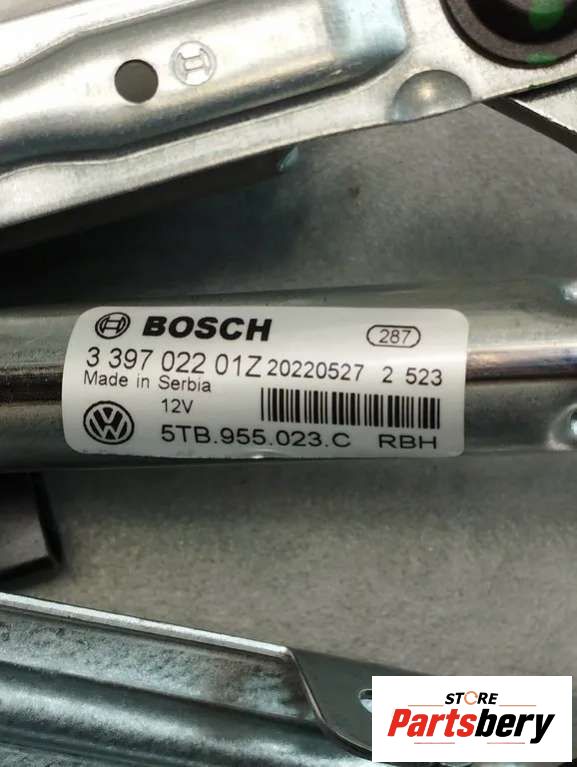 BOSCH 287
3 397 022 01Z 20220527 2 523
Made in Serbia
12V
5TB.955.023.C RBH
STORE
Partsbery